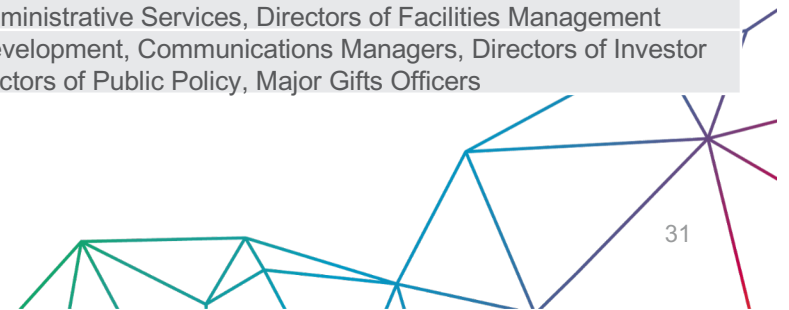 ministrative Services, Directors of Facilities Management
evelopment, Communications Managers, Directors of Investor
ctors of Public Policy, Major Gifts Officers
31